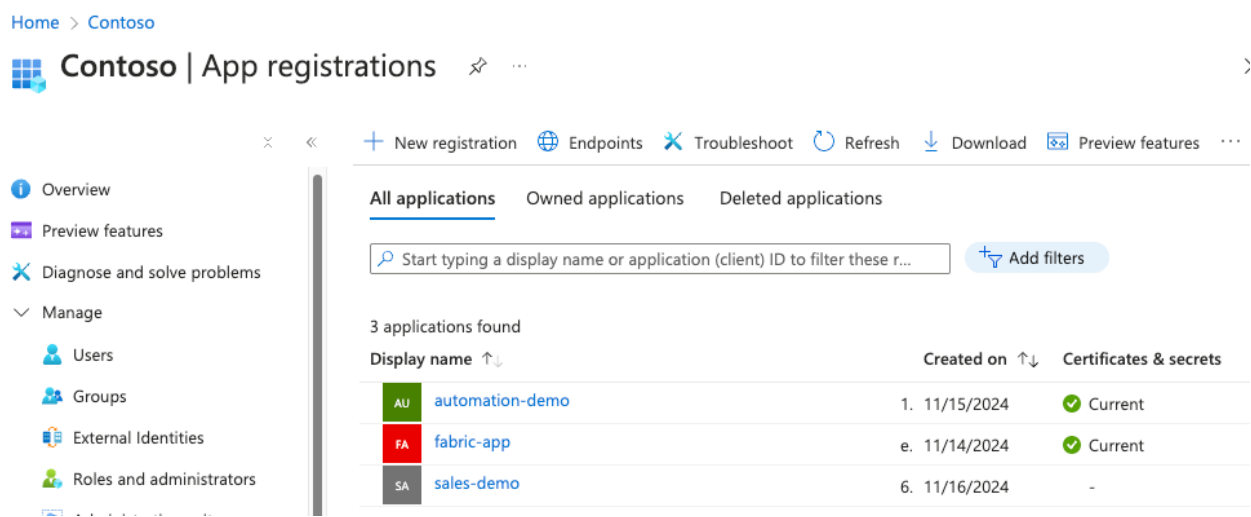 Home > Contoso
Contoso | App registrations
New registration Endpoints Troubleshoot Refresh Download Preview features
Overview
Preview features
Diagnose and solve problems
Manage
Users
Groups
External Identities
Roles and administrators
All applications Owned applications Deleted applications
Start typing a display name or application (client) ID to filter these r... Add filters
3 applications found
Display name Created on Certificates & secrets
AU automation-demo 1. 11/15/2024 Current
FA fabric-app e. 11/14/2024 Current
SA sales-demo 6. 11/16/2024 -